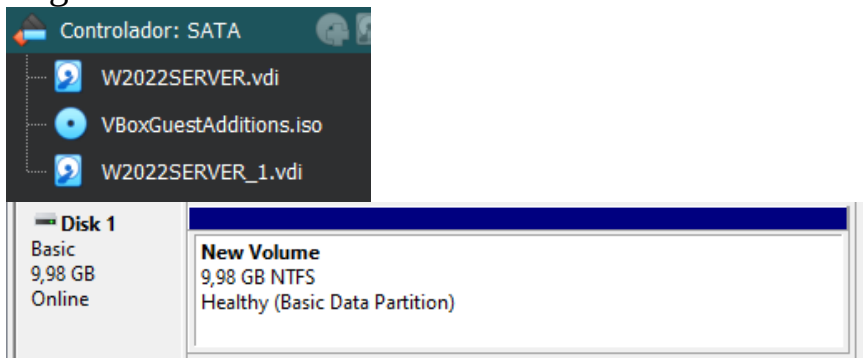 Controlador: SATA
W2022SERVER.vdi
VBoxGuestAdditions.iso
W2022SERVER_1.vdi
Disk 1
Basic
9,98 GB
Online
New Volume
9,98 GB NTFS
Healthy (Basic Data Partition)